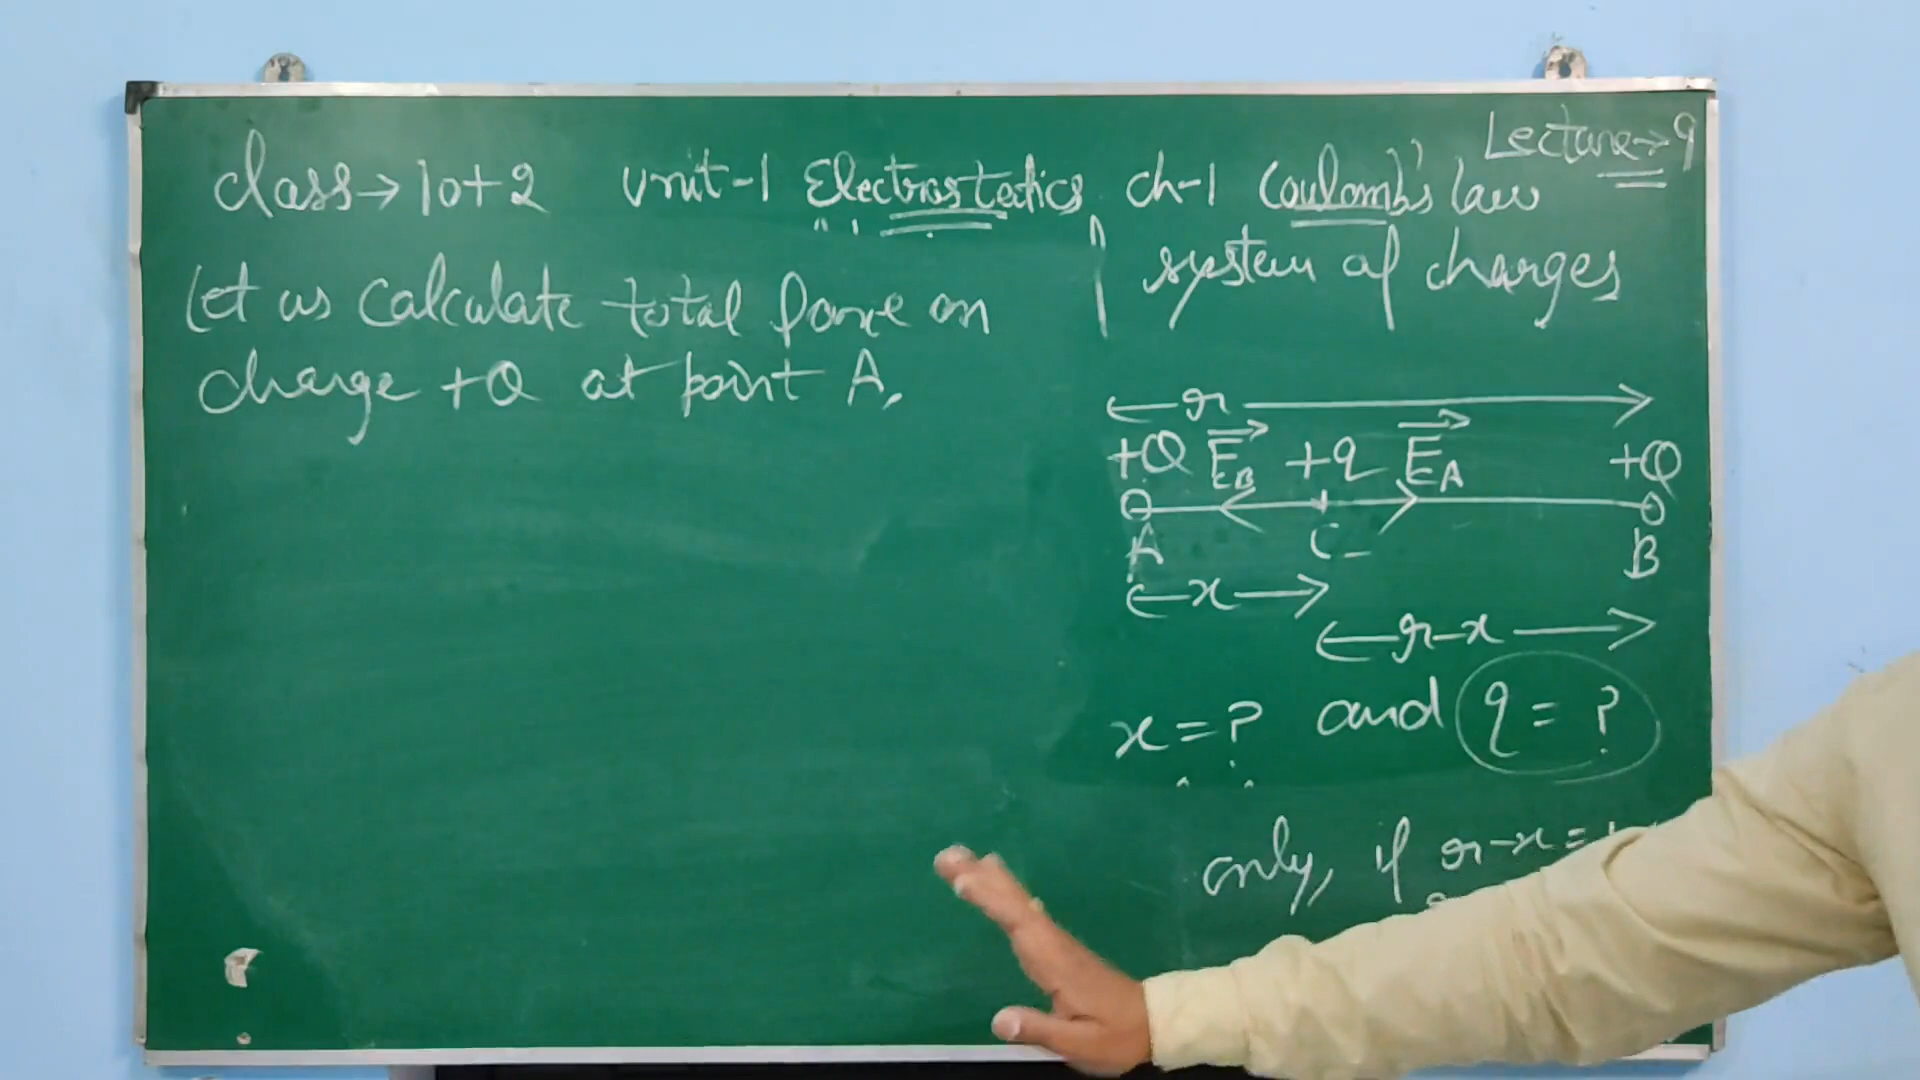 Lecture→9
class→10+2 unit-1 Electrostatics ch-1 Coulomb's law
system of charges
Let us calculate total force on
charge +Q at point A.
r
+Q E_B +q E_A +Q
A C B
x
r-x
x=? and q=?
only, if r-x=